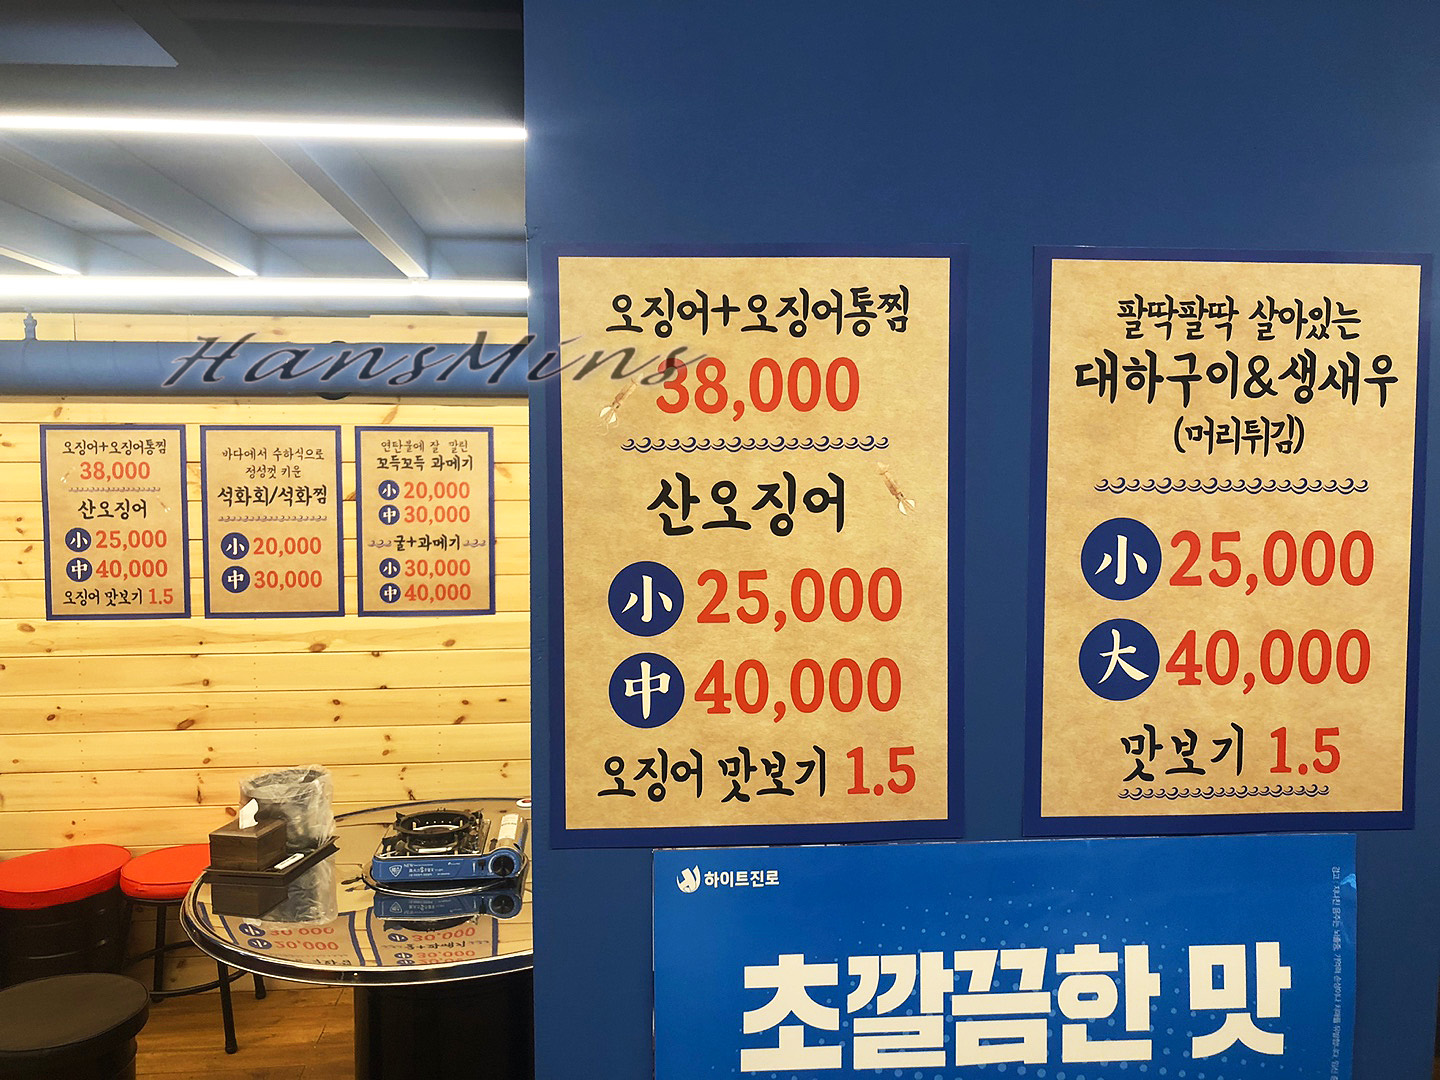 HansMins
오징어+오징어통찜
38,000
산오징어
小 25,000
中 40,000
오징어 맛보기 1.5
바다에서 수하식으로
정성껏 키운
석화회/석화찜
小 20,000
中 30,000
연탄불에 잘 말린
꼬득꼬득 과메기
小 20,000
中 30,000
굴+과메기
小 30,000
中 40,000
오징어+오징어통찜
38,000
산오징어
小 25,000
中 40,000
오징어 맛보기 1.5
팔딱팔딱 살아있는
대하구이&생새우
(머리튀김)
小 25,000
大 40,000
맛보기 1.5
하이트진로
초깔끔한 맛